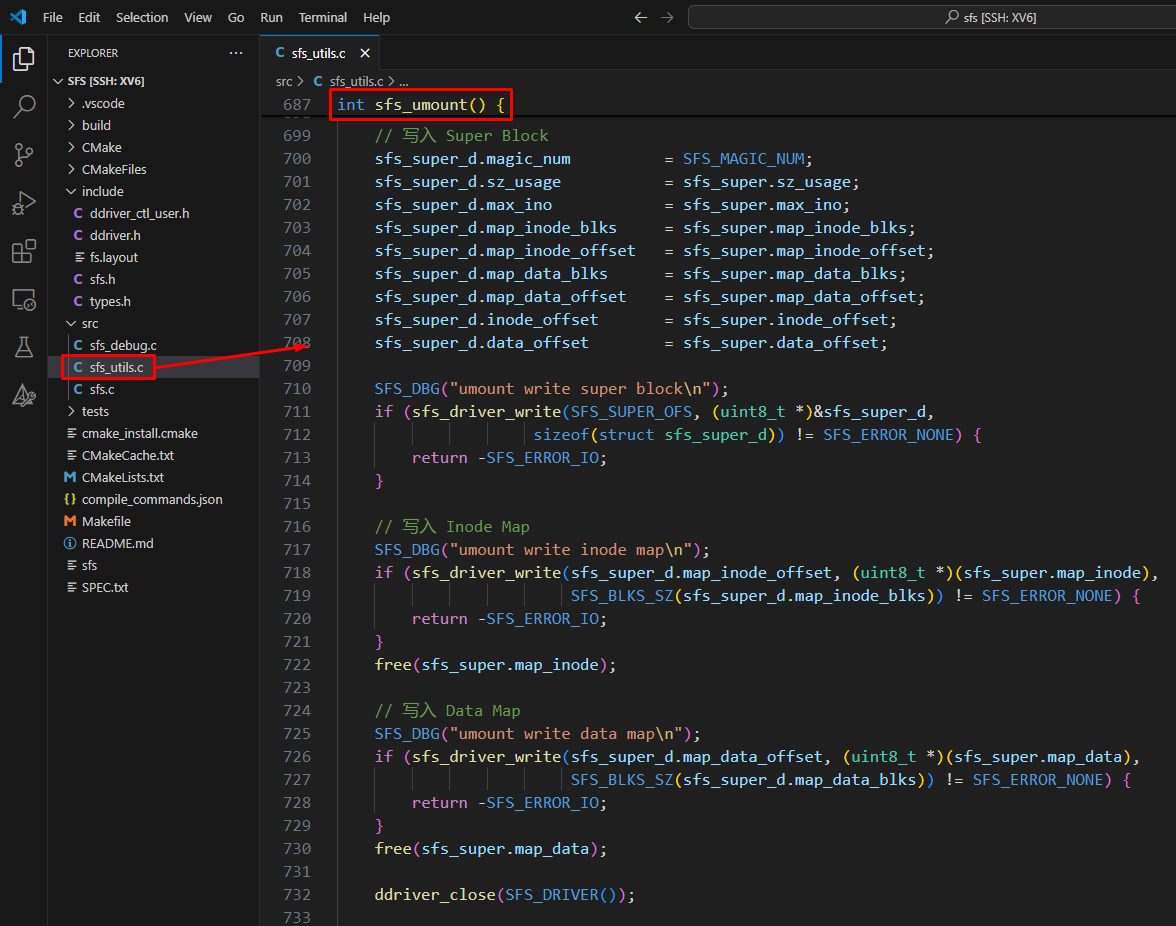 File Edit Selection View Go Run Terminal Help
sfs [SSH: XV6]
EXPLORER
SFS [SSH: XV6]
.vscode
build
CMake
CMakeFiles
include
C ddriver_ctl_user.h
C ddriver.h
fs.layout
C sfs.h
C types.h
src
C sfs_debug.c
C sfs_utils.c
C sfs.c
tests
cmake_install.cmake
CMakeCache.txt
M CMakeLists.txt
{} compile_commands.json
M Makefile
README.md
sfs
SPEC.txt
C sfs_utils.c
src > C sfs_utils.c > ...
687 int sfs_umount() {
699 // 写入 Super Block
700 sfs_super_d.magic_num = SFS_MAGIC_NUM;
701 sfs_super_d.sz_usage = sfs_super.sz_usage;
702 sfs_super_d.max_ino = sfs_super.max_ino;
703 sfs_super_d.map_inode_blks = sfs_super.map_inode_blks;
704 sfs_super_d.map_inode_offset = sfs_super.map_inode_offset;
705 sfs_super_d.map_data_blks = sfs_super.map_data_blks;
706 sfs_super_d.map_data_offset = sfs_super.map_data_offset;
707 sfs_super_d.inode_offset = sfs_super.inode_offset;
708 sfs_super_d.data_offset = sfs_super.data_offset;
709
710 SFS_DBG("umount write super block\n");
711 if (sfs_driver_write(SFS_SUPER_OFS, (uint8_t *)&sfs_super_d,
712 sizeof(struct sfs_super_d)) != SFS_ERROR_NONE) {
713 return -SFS_ERROR_IO;
714 }
715
716 // 写入 Inode Map
717 SFS_DBG("umount write inode map\n");
718 if (sfs_driver_write(sfs_super_d.map_inode_offset, (uint8_t *)(sfs_super.map_inode),
719 SFS_BLKS_SZ(sfs_super_d.map_inode_blks)) != SFS_ERROR_NONE) {
720 return -SFS_ERROR_IO;
721 }
722 free(sfs_super.map_inode);
723
724 // 写入 Data Map
725 SFS_DBG("umount write data map\n");
726 if (sfs_driver_write(sfs_super_d.map_data_offset, (uint8_t *)(sfs_super.map_data),
727 SFS_BLKS_SZ(sfs_super_d.map_data_blks)) != SFS_ERROR_NONE) {
728 return -SFS_ERROR_IO;
729 }
730 free(sfs_super.map_data);
731
732 ddriver_close(SFS_DRIVER());
733